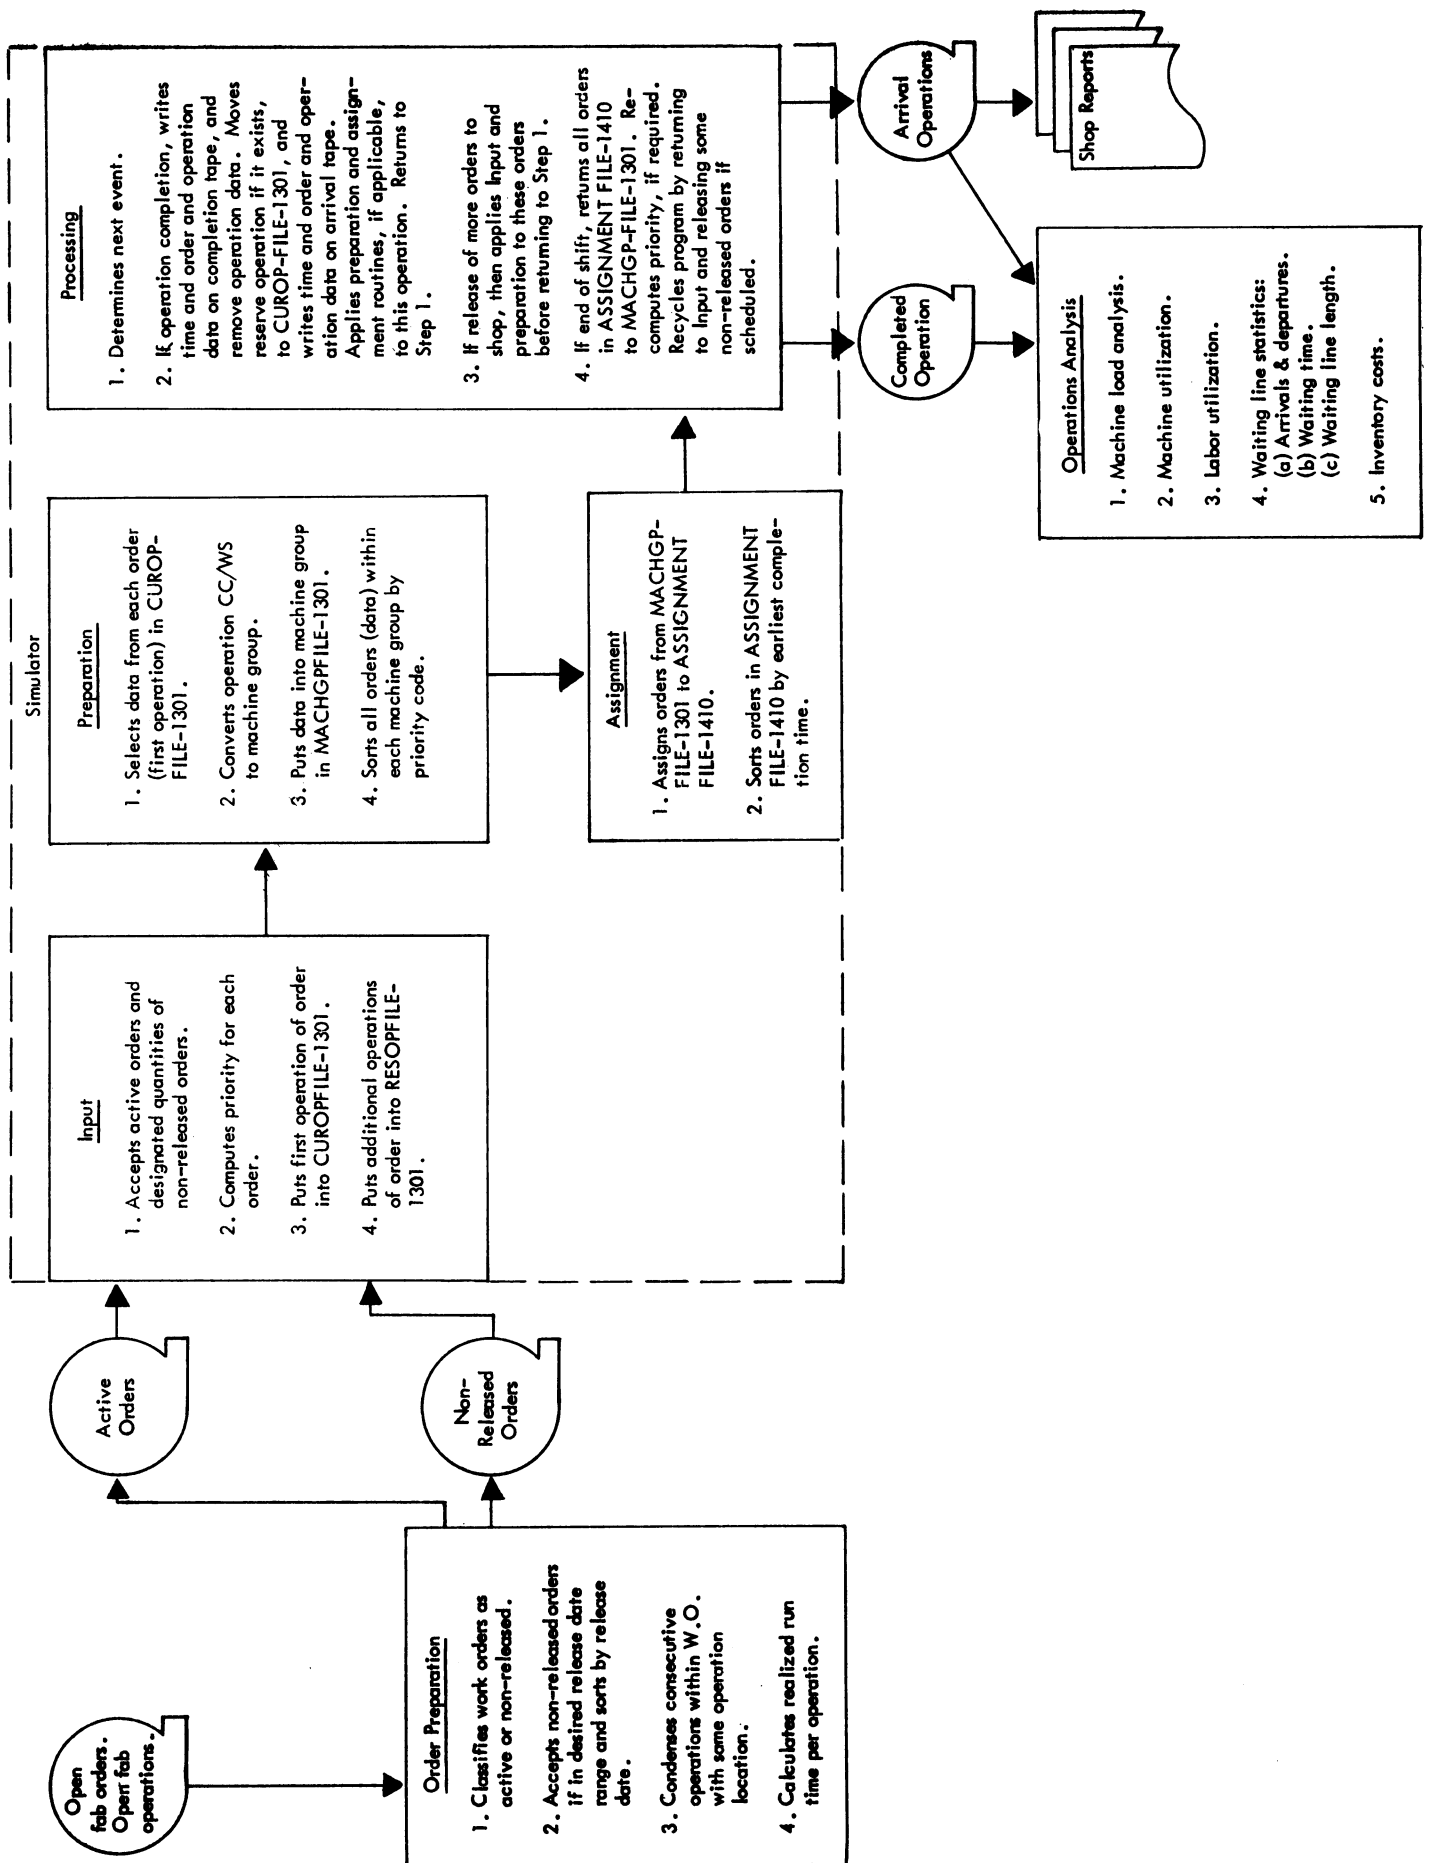 Open
fab orders.
Open fab
operations.
Order Preparation
1. Classifies work orders as
active or non-released.
2. Accepts non-released orders
if in desired release date
range and sorts by release
date.
3. Condenses consecutive
operations within W.O.
with same operation
location.
4. Calculates realized run
time per operation.
Active
Orders
Non-
Released
Orders
Simulator
Input
1. Accepts active orders and
designated quantities of
non-released orders.
2. Computes priority for each
order.
3. Puts first operation of order
into CUROPFILE-1301.
4. Puts additional operations
of order into RESOPFILE-
1301.
Preparation
1. Selects data from each order
(first operation) in CUROP-
FILE-1301.
2. Converts operation CC/WS
to machine group.
3. Puts data into machine group
in MACHGPFILE-1301.
4. Sorts all orders (data) within
each machine group by
priority code.
Assignment
1. Assigns orders from MACHGP-
FILE-1301 to ASSIGNMENT
FILE-1410.
2. Sorts orders in ASSIGNMENT
FILE-1410 by earliest comple-
tion time.
Processing
1. Determines next event.
2. If operation completion, writes
time and order and operation
data on completion tape, and
remove operation data. Moves
reserve operation if it exists,
to CUROP-FILE-1301, and
writes time and order and oper-
ation data on arrival tape.
Applies preparation and assign-
ment routines, if applicable,
to this operation. Returns to
Step 1.
3. If release of more orders to
shop, then applies Input and
preparation to these orders
before returning to Step 1.
4. If end of shift, returns all orders
in ASSIGNMENT FILE-1410
to MACHGP-FILE-1301. Re-
computes priority, if required.
Recycles program by returning
to Input and releasing some
non-released orders if
scheduled.
Completed
Operation
Arrival
Operations
Operations Analysis
1. Machine load analysis.
2. Machine utilization.
3. Labor utilization.
4. Waiting line statistics:
(a) Arrivals & departures.
(b) Waiting time.
(c) Waiting line length.
5. Inventory costs.
Shop Reports